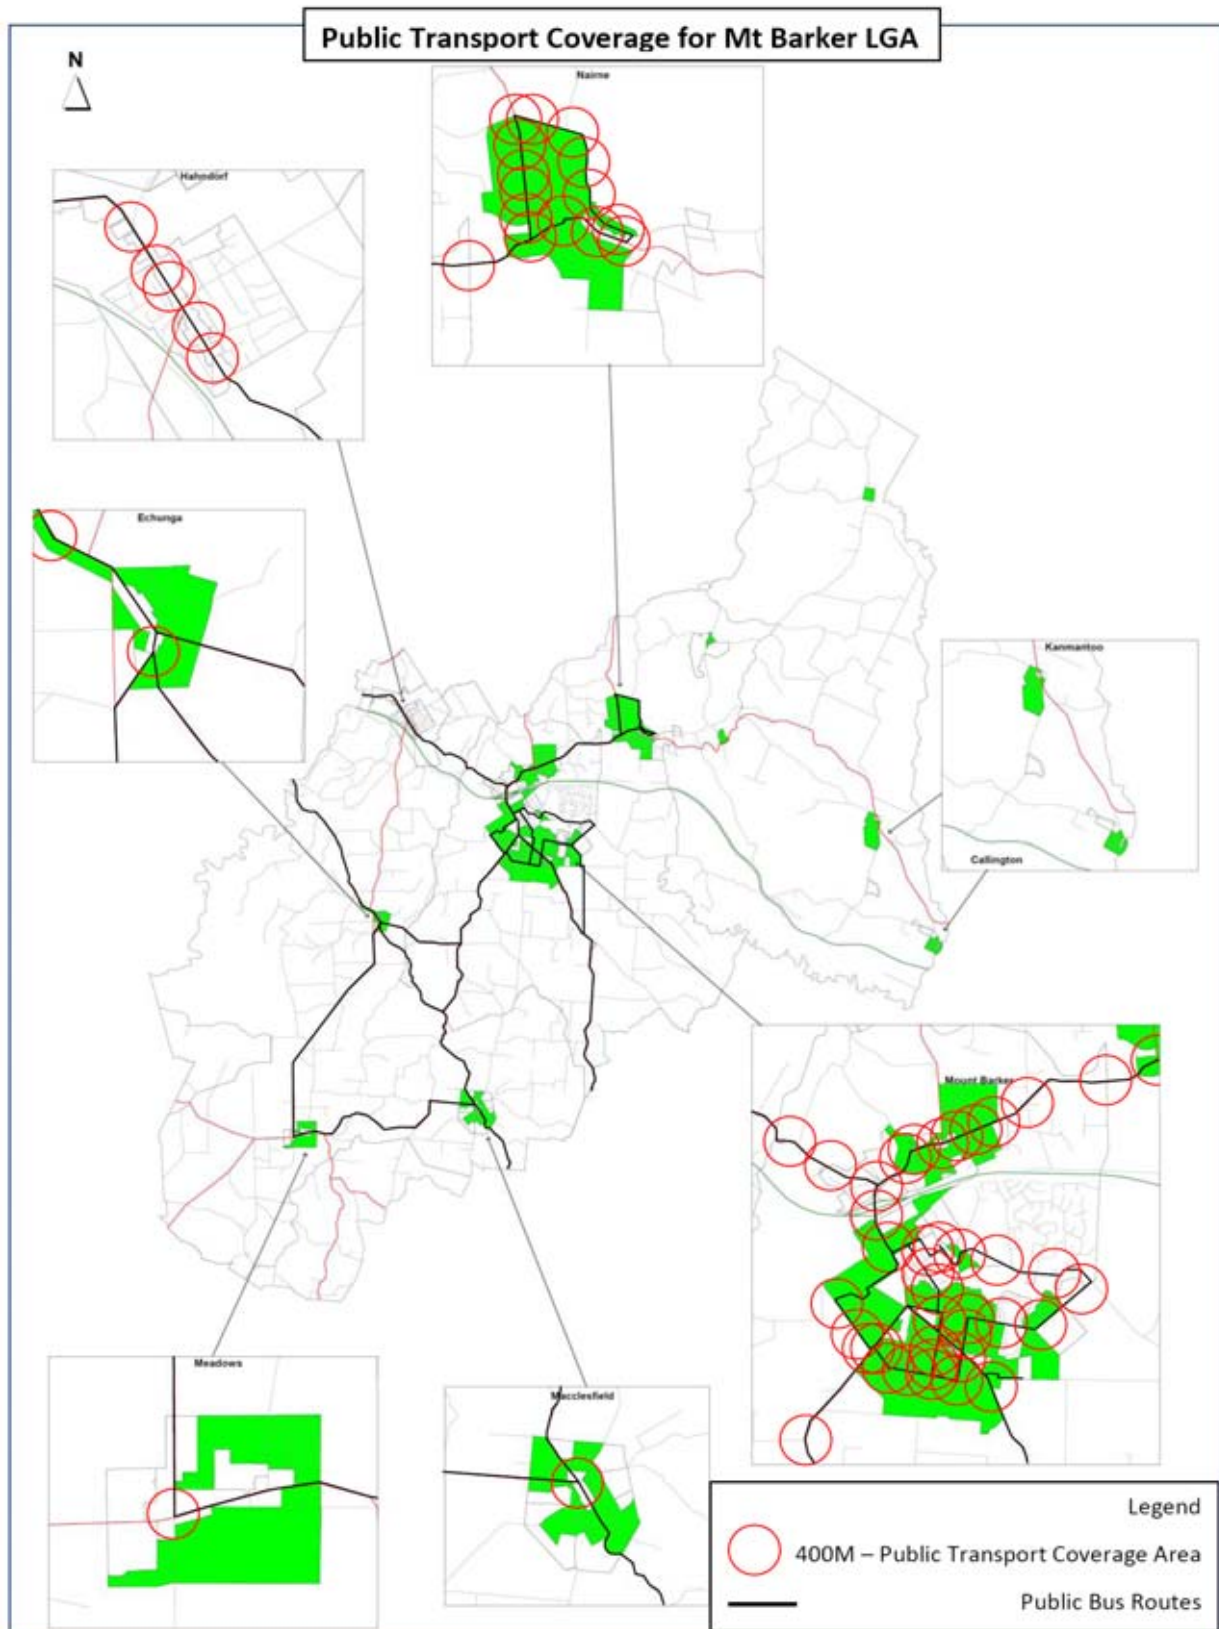 Public Transport Coverage for Mt Barker LGA
N
Nairne
Hahndorf
Echunga
Kanmantoo
Callington
Mount Barker
Meadows
Macclesfield
Legend
400M – Public Transport Coverage Area
Public Bus Routes